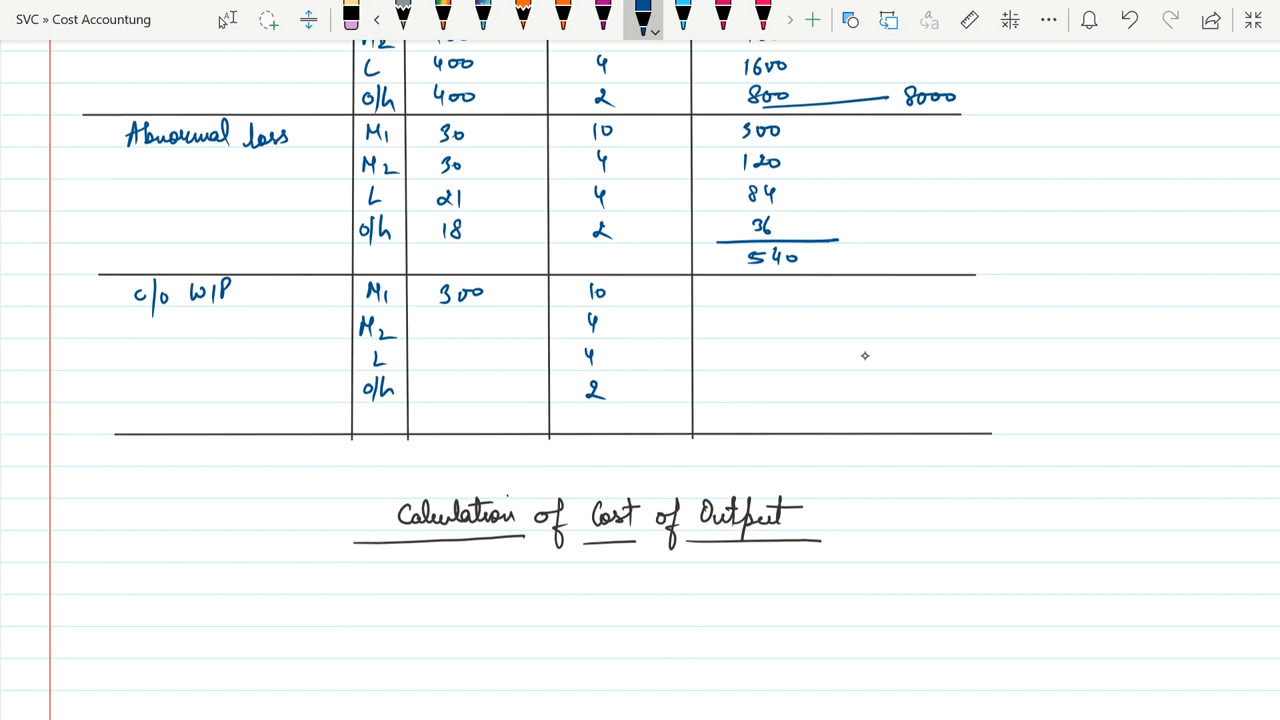 SVC » Cost Accountung
L 400 4 1600
o/h 400 2 800 8000
Abnormal loss M1 30 10 300
M2 30 4 120
L 21 4 84
o/h 18 2 36
540
c/o WIP M1 300 10
M2 4
L 4
o/h 2
Calculation of Cost of Output